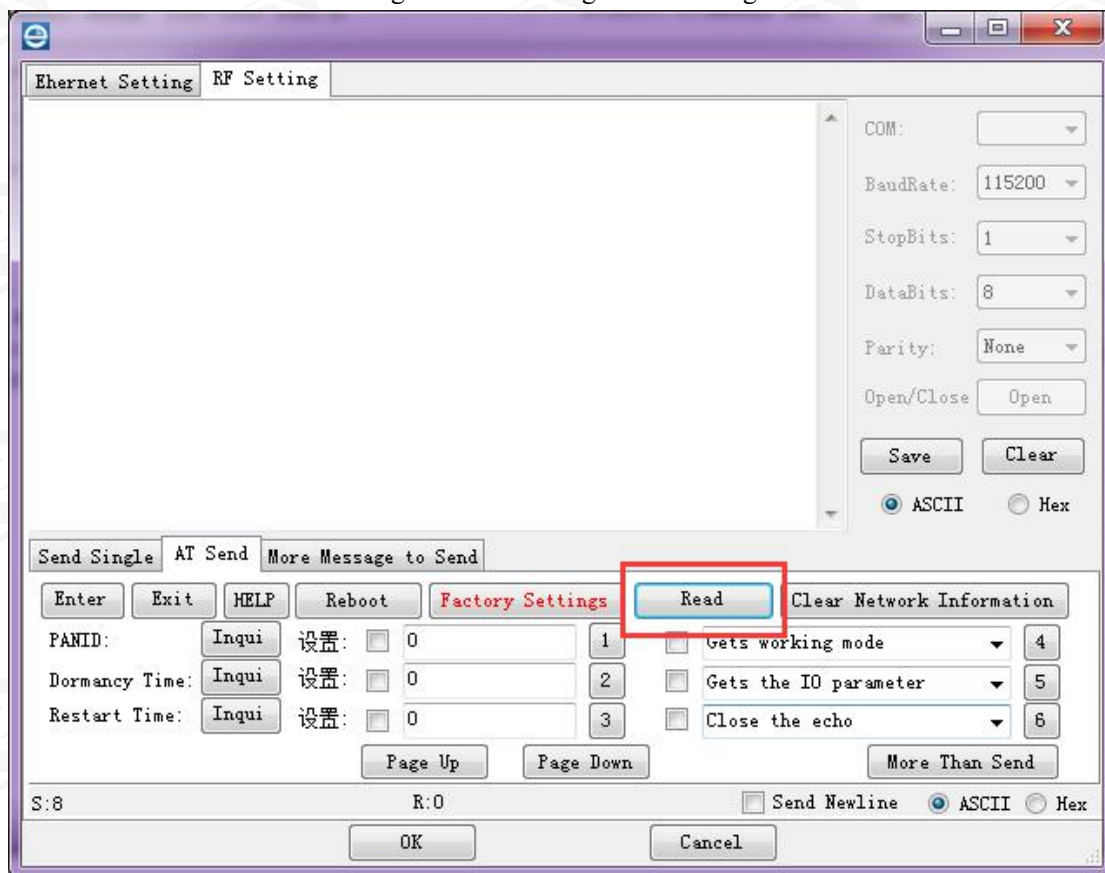 Ehernet Setting RF Setting
COM:
BaudRate: 115200
StopBits: 1
DataBits: 8
Parity: None
Open/Close Open
Save Clear
ASCII Hex
Send Single AT Send More Message to Send
Enter Exit HELP Reboot Factory Settings Read Clear Network Information
PANID: Inqui 设置: 0 1 Gets working mode 4
Dormancy Time: Inqui 设置: 0 2 Gets the IO parameter 5
Restart Time: Inqui 设置: 0 3 Close the echo 6
Page Up Page Down More Than Send
S:8 R:0 Send Newline ASCII Hex
OK Cancel